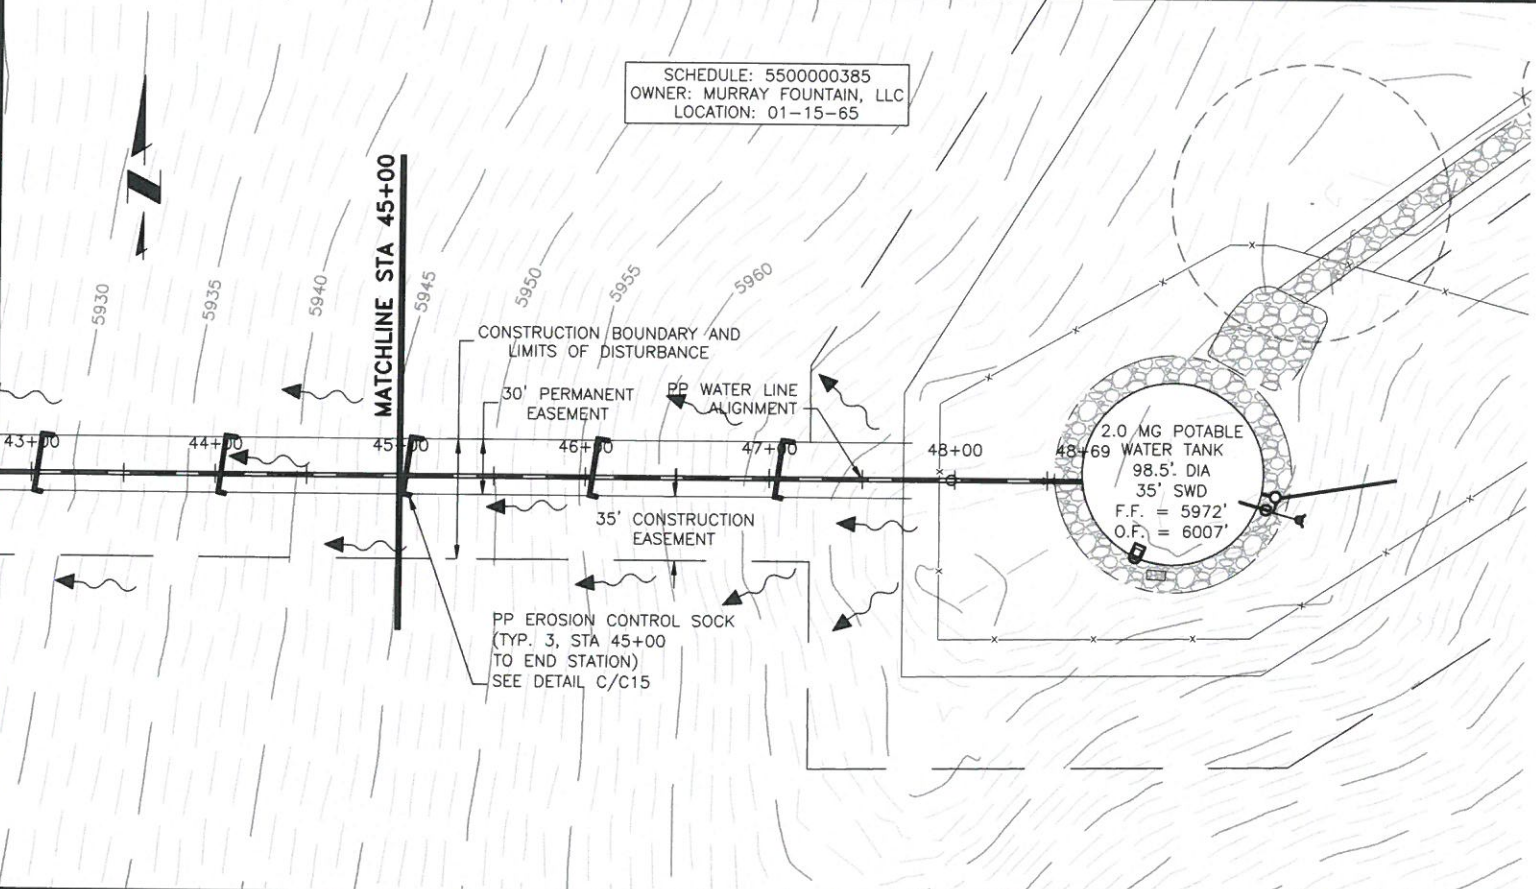 SCHEDULE: 5500000385
OWNER: MURRAY FOUNTAIN, LLC
LOCATION: 01-15-65
N
MATCHLINE STA 45+00
5930
5935
5940
5945
5950
5955
5960
CONSTRUCTION BOUNDARY AND
LIMITS OF DISTURBANCE
30' PERMANENT
EASEMENT
PP WATER LINE
ALIGNMENT
43+00
44+00
45+00
46+00
47+00
48+00
48+69
2.0 MG POTABLE
WATER TANK
98.5' DIA
35' SWD
F.F. = 5972'
O.F. = 6007'
35' CONSTRUCTION
EASEMENT
PP EROSION CONTROL SOCK
(TYP. 3, STA 45+00
TO END STATION)
SEE DETAIL C/C15